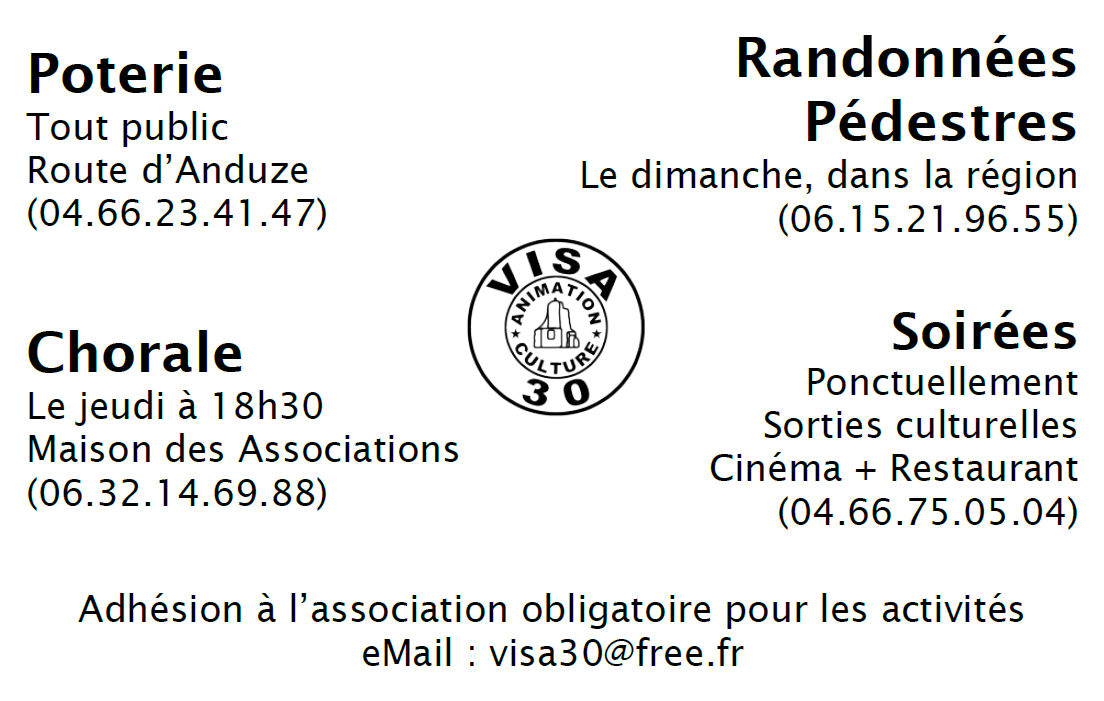 Poterie
Tout public
Route d’Anduze
(04.66.23.41.47)
Randonnées
Pédestres
Le dimanche, dans la région
(06.15.21.96.55)
VISA
ANIMATION
CULTURE
30
Chorale
Le jeudi à 18h30
Maison des Associations
(06.32.14.69.88)
Soirées
Ponctuellement
Sorties culturelles
Cinéma + Restaurant
(04.66.75.05.04)
Adhésion à l’association obligatoire pour les activités
eMail : visa30@free.fr